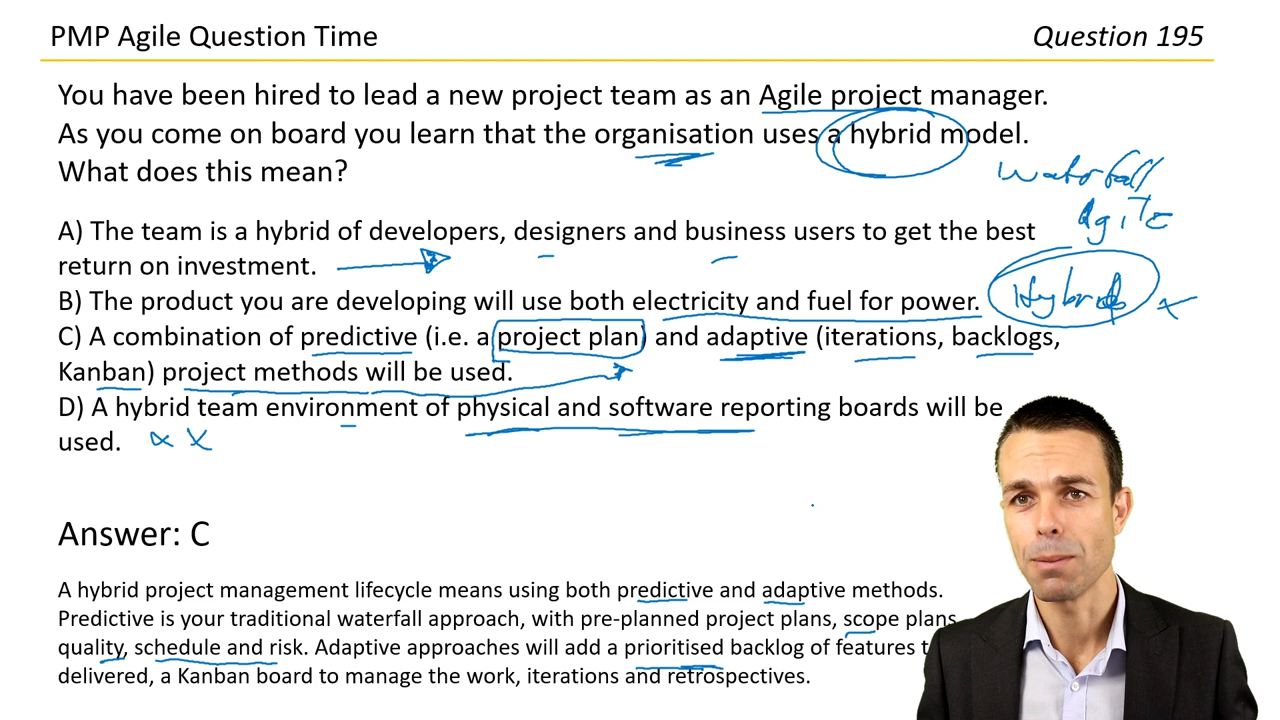 PMP Agile Question Time
Question 195
You have been hired to lead a new project team as an Agile project manager.
As you come on board you learn that the organisation uses a hybrid model.
What does this mean?
Waterfall
Agile
Hybrid
A) The team is a hybrid of developers, designers and business users to get the best
return on investment.
B) The product you are developing will use both electricity and fuel for power.
C) A combination of predictive (i.e. a project plan) and adaptive (iterations, backlogs,
Kanban) project methods will be used.
D) A hybrid team environment of physical and software reporting boards will be
used.
Answer: C
A hybrid project management lifecycle means using both predictive and adaptive methods.
Predictive is your traditional waterfall approach, with pre-planned project plans, scope plans
quality, schedule and risk. Adaptive approaches will add a prioritised backlog of features
delivered, a Kanban board to manage the work, iterations and retrospectives.